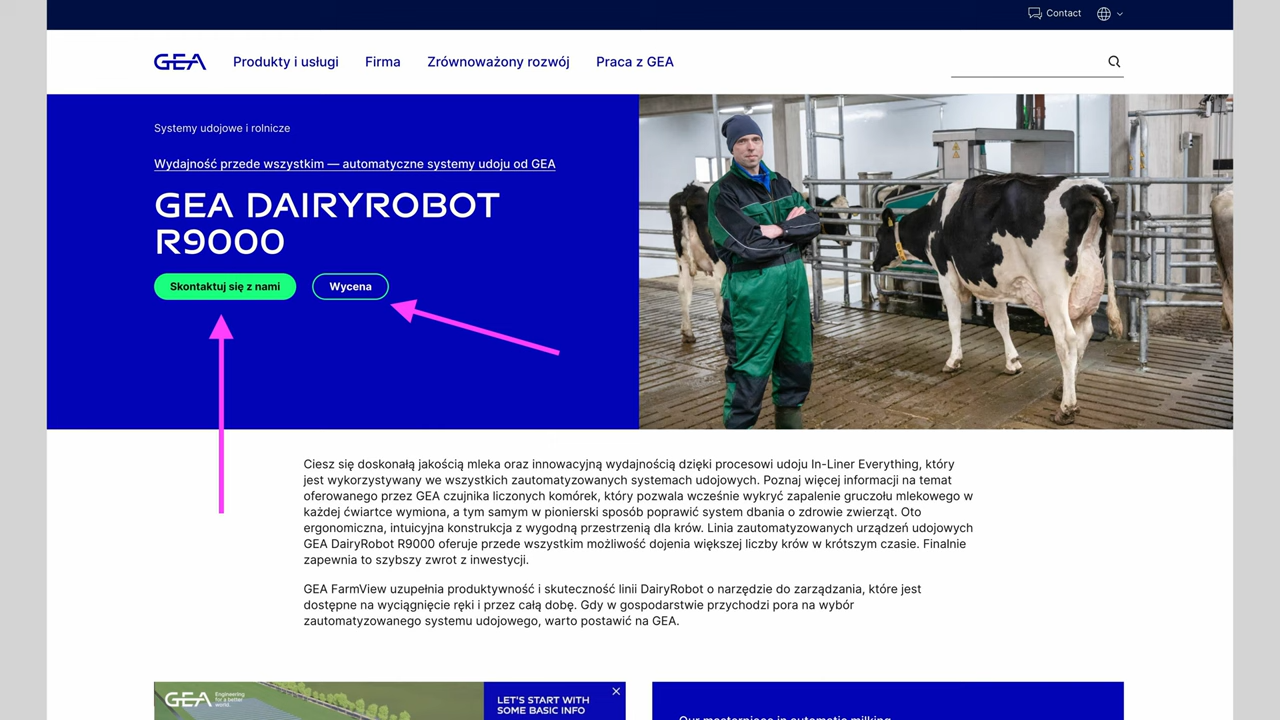 Contact
GEA
Produkty i usługi
Firma
Zrównoważony rozwój
Praca z GEA
Systemy udojowe i rolnicze
Wydajność przede wszystkim — automatyczne systemy udoju od GEA
GEA DAIRYROBOT
R9000
Skontaktuj się z nami
Wycena
Ciesz się doskonałą jakością mleka oraz innowacyjną wydajnością dzięki procesowi udoju In-Liner Everything, który
jest wykorzystywany we wszystkich zautomatyzowanych systemach udojowych. Poznaj więcej informacji na temat
oferowanego przez GEA czujnika liczonych komórek, który pozwala wcześnie wykryć zapalenie gruczołu mlekowego w
każdej ćwiartce wymiona, a tym samym w pionierski sposób poprawić system dbania o zdrowie zwierząt. Oto
ergonomiczna, intuicyjna konstrukcja z wygodną przestrzenią dla krów. Linia zautomatyzowanych urządzeń udojowych
GEA DairyRobot R9000 oferuje przede wszystkim możliwość dojenia większej liczby krów w krótszym czasie. Finalnie
zapewnia to szybszy zwrot z inwestycji.
GEA FarmView uzupełnia produktywność i skuteczność linii DairyRobot o narzędzie do zarządzania, które jest
dostępne na wyciągnięcie ręki i przez całą dobę. Gdy w gospodarstwie przychodzi pora na wybór
zautomatyzowanego systemu udojowego, warto postawić na GEA.
GEA
Engineering
for a better
world.
LET'S START WITH
SOME BASIC INFO
Our masterpiece in automatic milking